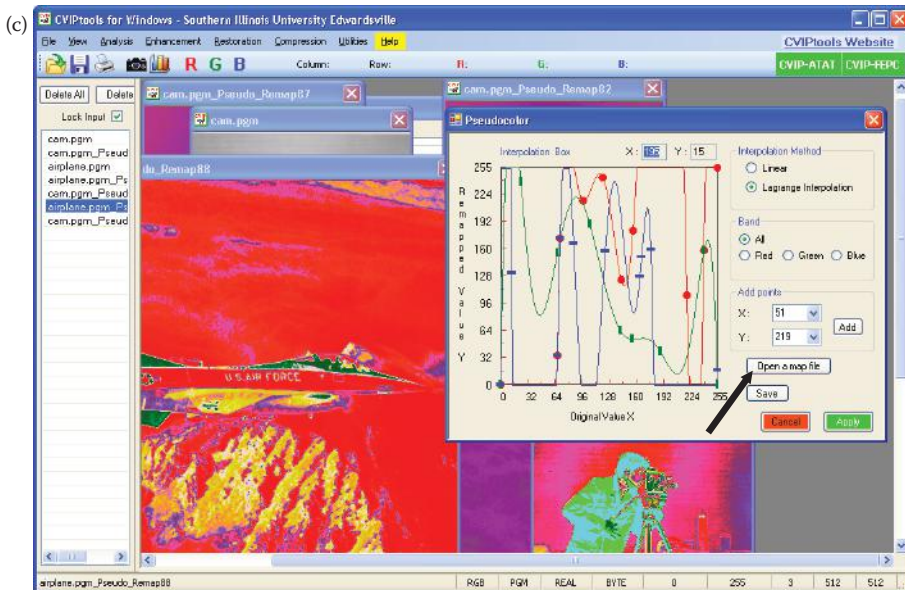 (c)
CVIPtools for Windows - Southern Illinois University Edwardsville
File View Analysis Enhancement Restoration Compression Utilities Help
CVIPtools Website
R G B Column: Row: R: G: B:
CVIP-ATAT CVIP-FEPC
Delete All Delete
Lock Input
cam.pgm
cam.pgm_Pseud
airplane.pgm
airplane.pgm_Ps
cam.pgm_Pseud
airplane.pgm_Ps
cam.pgm_Pseud
cam.pgm_Pseudo_Remap87
cam.pgm_Pseudo_Remap82
cam.pgm
udo_Remap88
U.S. AIR FORCE
Pseudocolor
Interpolation Box X: 195 Y: 15
Remapped Value Y
255
224
192
160
128
96
64
32
0
0 32 64 96 128 160 192 224 255
Original Value X
Interpolation Method
Linear
Lagrange Interpolation
Band
All
Red Green Blue
Add points
X: 51
Y: 219
Add
Open a map file
Save
Cancel Apply
airplane.pgm_Pseudo_Remap88 RGB PGM REAL BYTE 0 255 3 512 512